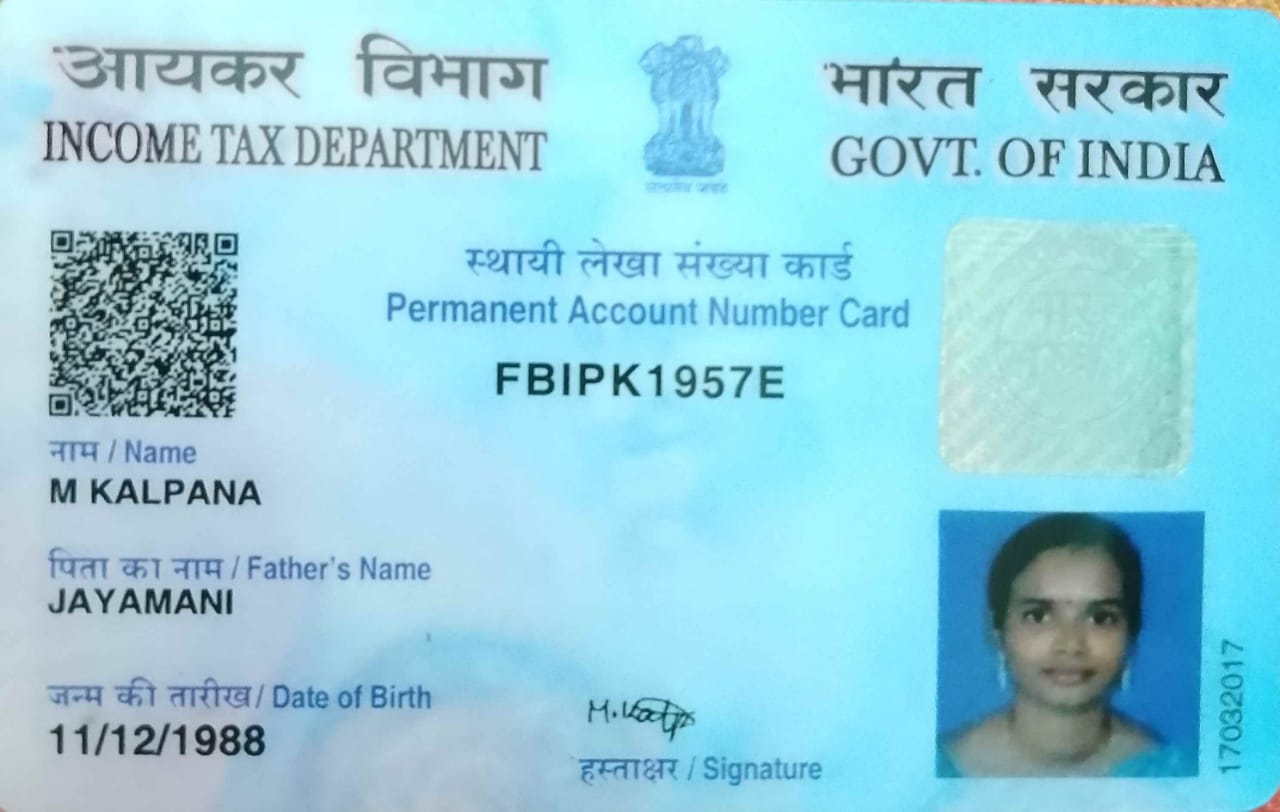 आयकर विभाग
INCOME TAX DEPARTMENT
भारत सरकार
GOVT. OF INDIA
सत्यमेव जयते
स्थायी लेखा संख्या कार्ड
Permanent Account Number Card
FBIPK1957E
नाम / Name
M KALPANA
पिता का नाम / Father's Name
JAYAMANI
जन्म की तारीख / Date of Birth
11/12/1988
हस्ताक्षर / Signature
17032017